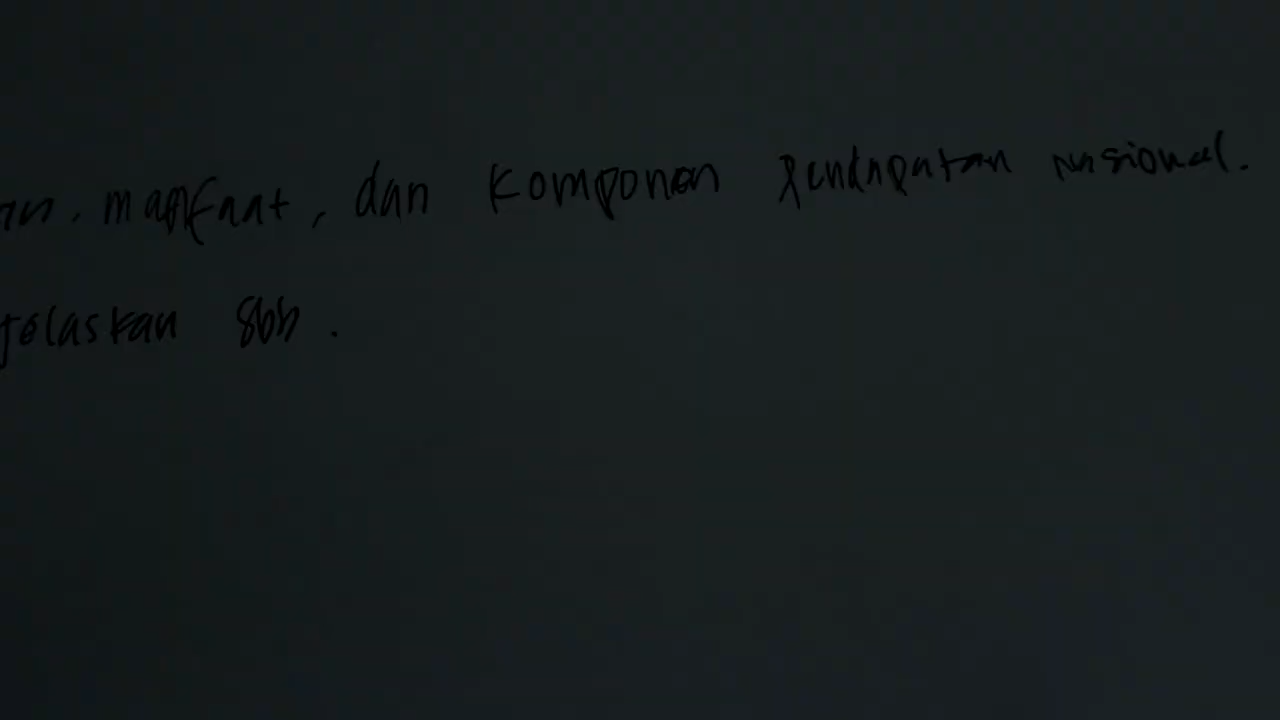 manfaat, dan komponen pendapatan nasional.
jelaskan sbb.